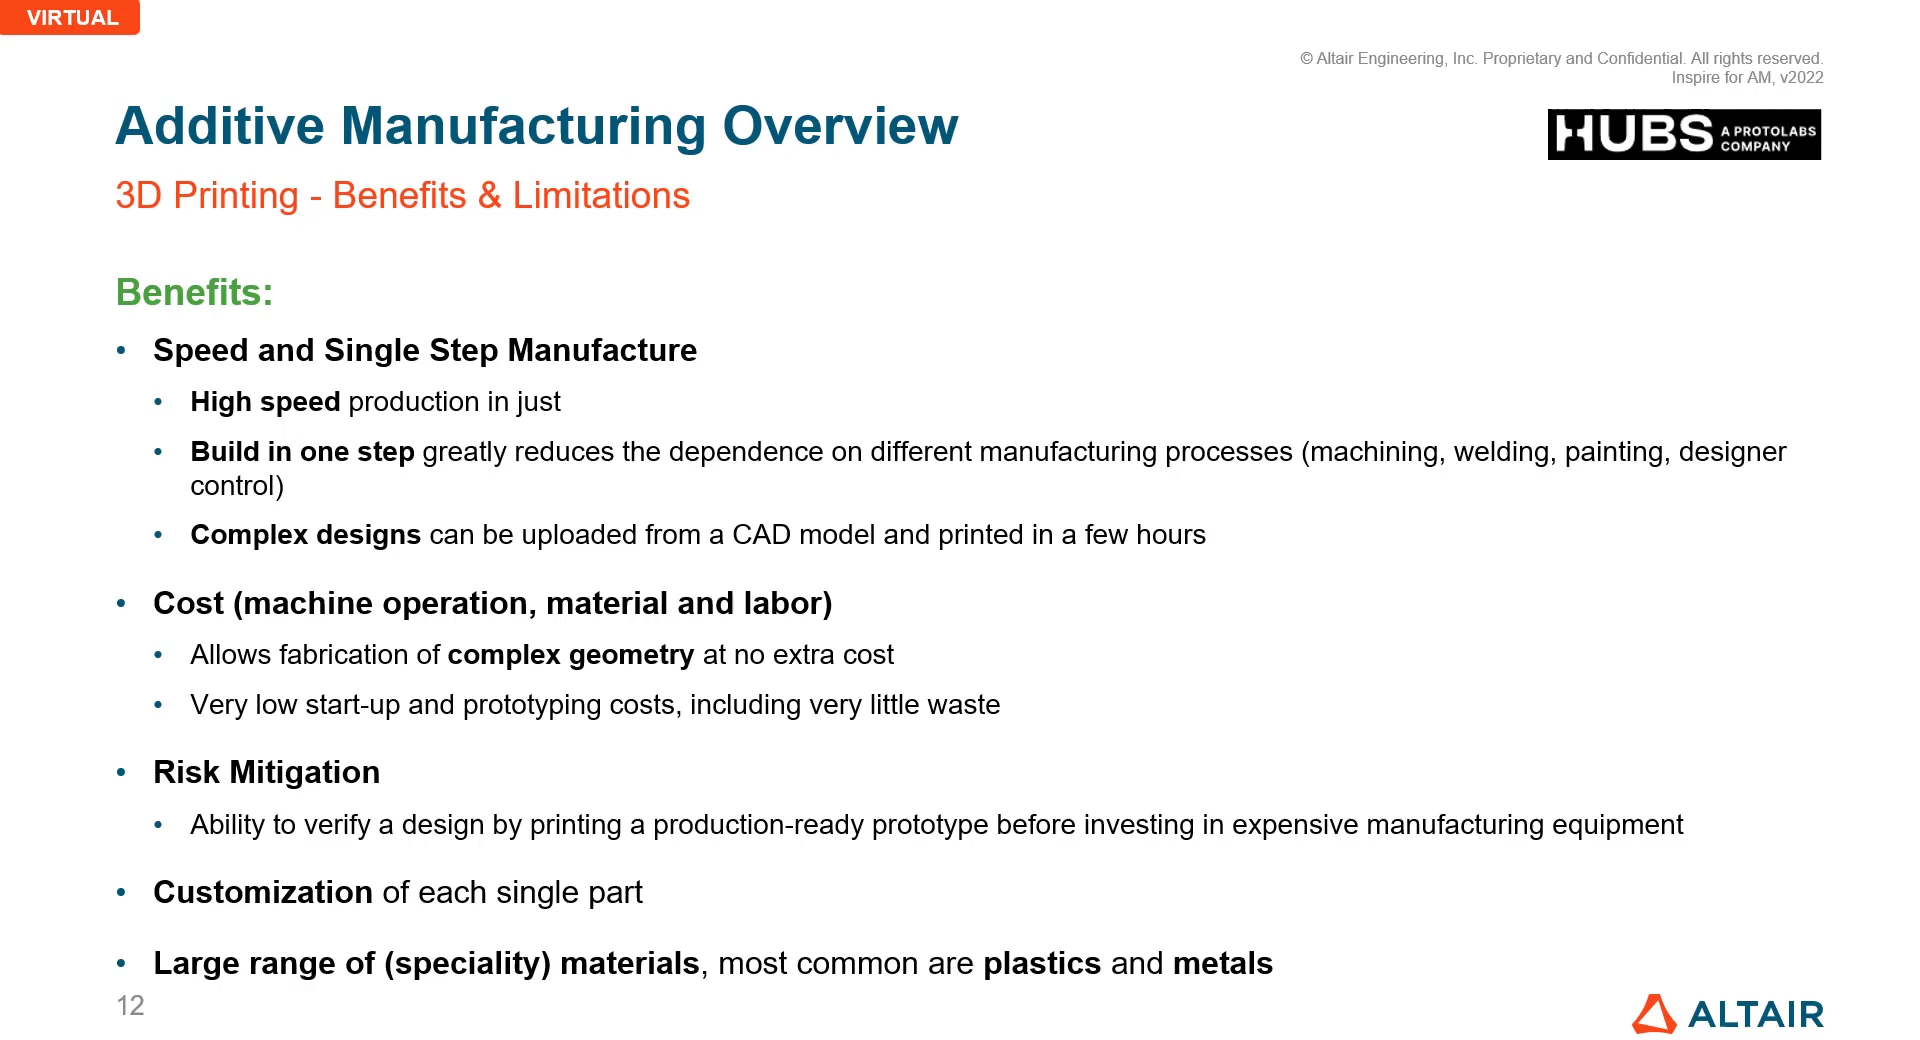 VIRTUAL
© Altair Engineering, Inc. Proprietary and Confidential. All rights reserved.
Inspire for AM, v2022
Additive Manufacturing Overview
HUBS A PROTOLABS
COMPANY
3D Printing - Benefits & Limitations
Benefits:
• Speed and Single Step Manufacture
• High speed production in just
• Build in one step greatly reduces the dependence on different manufacturing processes (machining, welding, painting, designer
control)
• Complex designs can be uploaded from a CAD model and printed in a few hours
• Cost (machine operation, material and labor)
• Allows fabrication of complex geometry at no extra cost
• Very low start-up and prototyping costs, including very little waste
• Risk Mitigation
• Ability to verify a design by printing a production-ready prototype before investing in expensive manufacturing equipment
• Customization of each single part
• Large range of (speciality) materials, most common are plastics and metals
12
ALTAIR